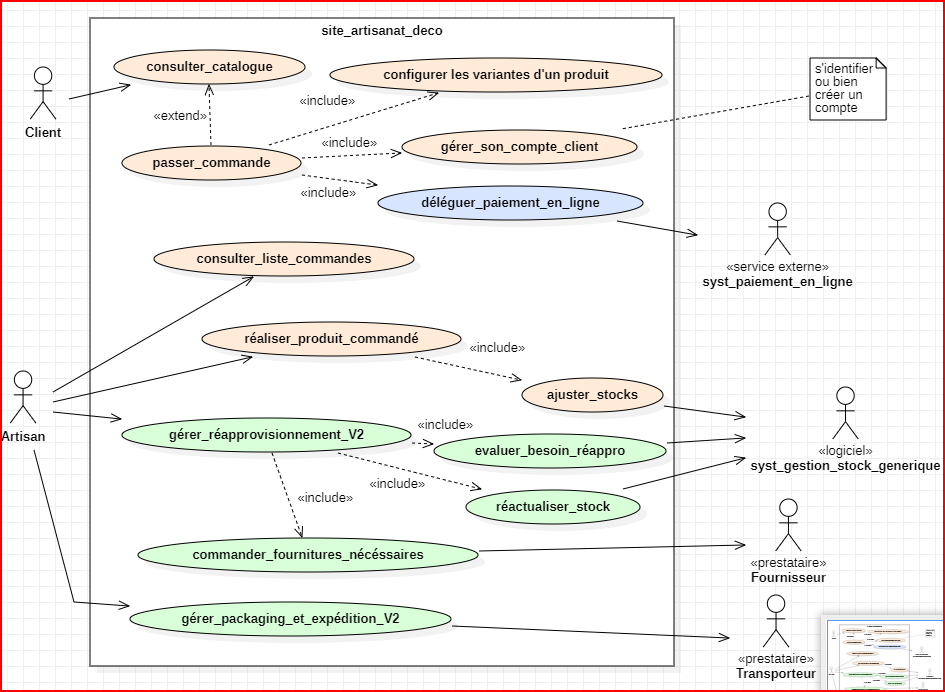 site_artisanat_deco
consulter_catalogue
configurer les variantes d'un produit
s'identifier
ou bien
créer un
compte
«include»
«extend»
Client
«include»
gérer_son_compte_client
passer_commande
«include»
déléguer_paiement_en_ligne
«service externe»
syst_paiement_en_ligne
consulter_liste_commandes
réaliser_produit_commandé
«include»
ajuster_stocks
Artisan
«include»
gérer_réapprovisionnement_V2
evaluer_besoin_réappro
«logiciel»
syst_gestion_stock_generique
«include»
«include»
réactualiser_stock
commander_fournitures_nécéssaires
«prestataire»
Fournisseur
gérer_packaging_et_expédition_V2
«prestataire»
Transporteur